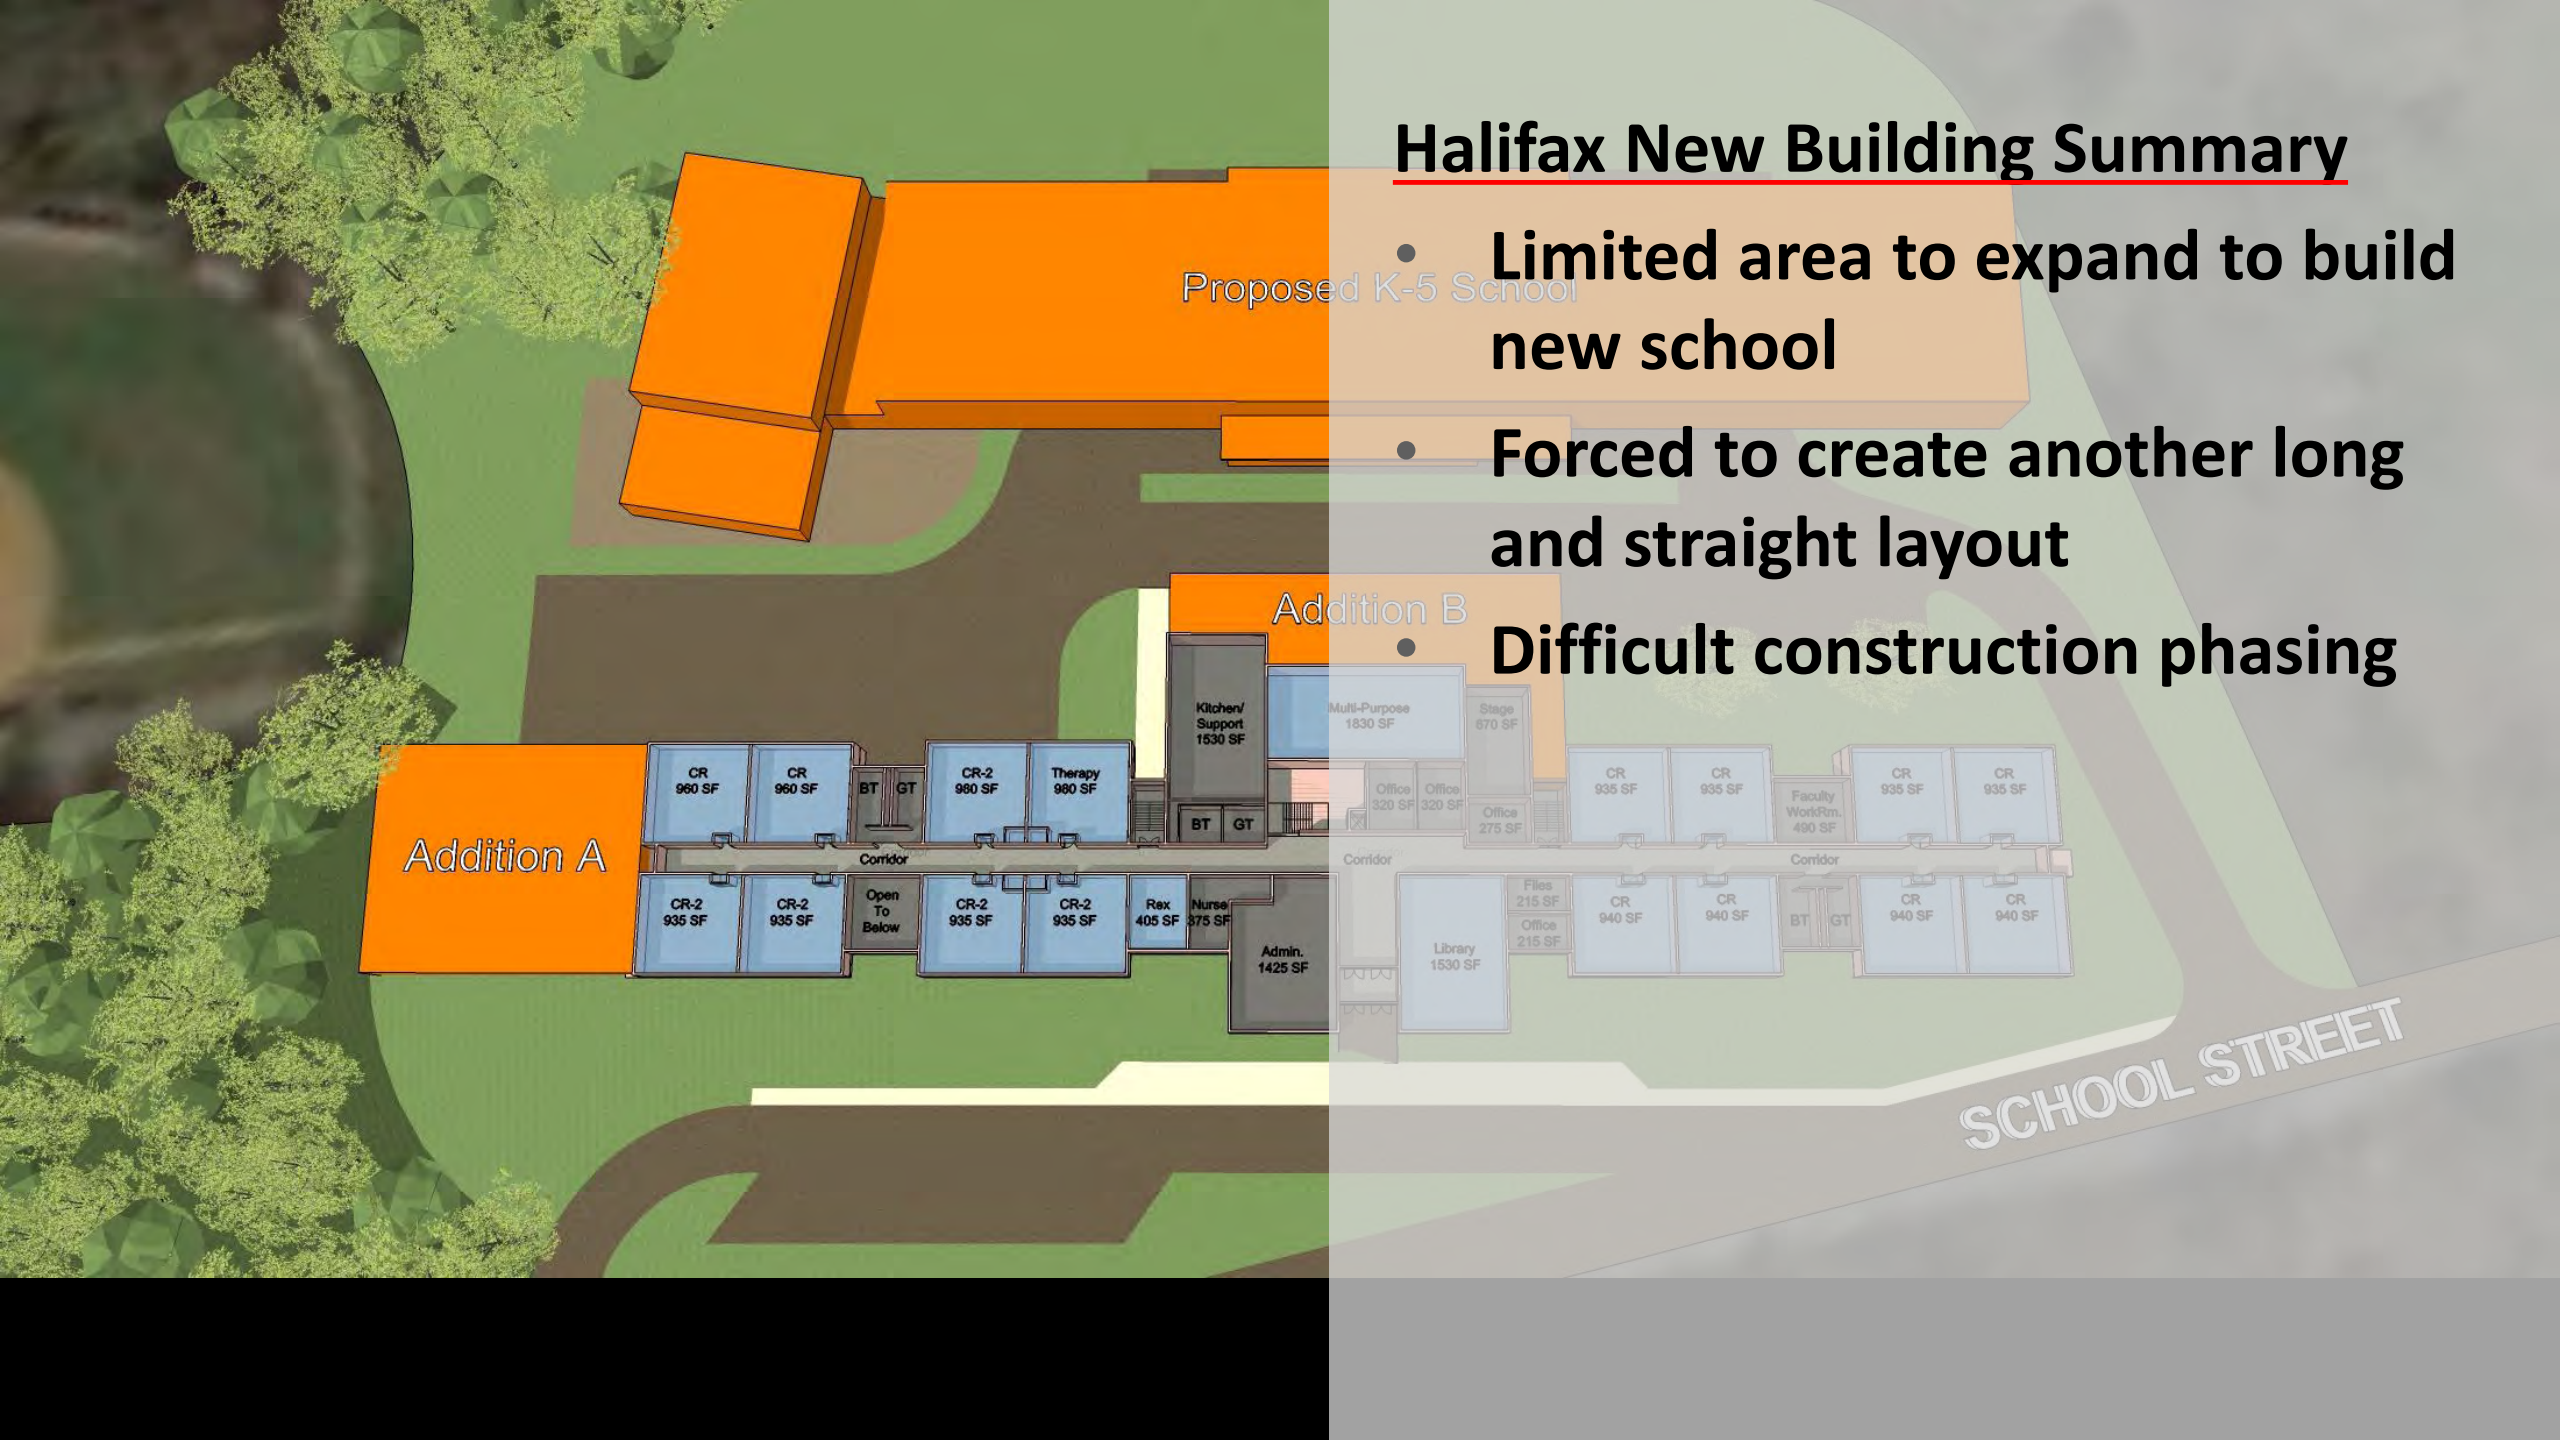 Halifax New Building Summary
• Limited area to expand to build
new school
• Forced to create another long
and straight layout
• Difficult construction phasing
Proposed K-5 School
Addition B
Kitchen/
Support
1530 SF
Multi-Purpose
1830 SF
Stage
670 SF
CR
960 SF
CR
960 SF
BT GT
CR-2
980 SF
Therapy
980 SF
BT GT
Office
320 SF
Office
320 SF
Office
275 SF
CR
935 SF
CR
935 SF
Faculty
WorkRm.
490 SF
CR
935 SF
CR
935 SF
Addition A
Corridor
Corridor
Corridor
CR-2
935 SF
CR-2
935 SF
Open
To
Below
CR-2
935 SF
CR-2
935 SF
Rex
405 SF
Nurse
375 SF
Admin.
1425 SF
Library
1530 SF
Files
215 SF
Office
215 SF
CR
940 SF
CR
940 SF
BT GT
CR
940 SF
CR
940 SF
SCHOOL STREET